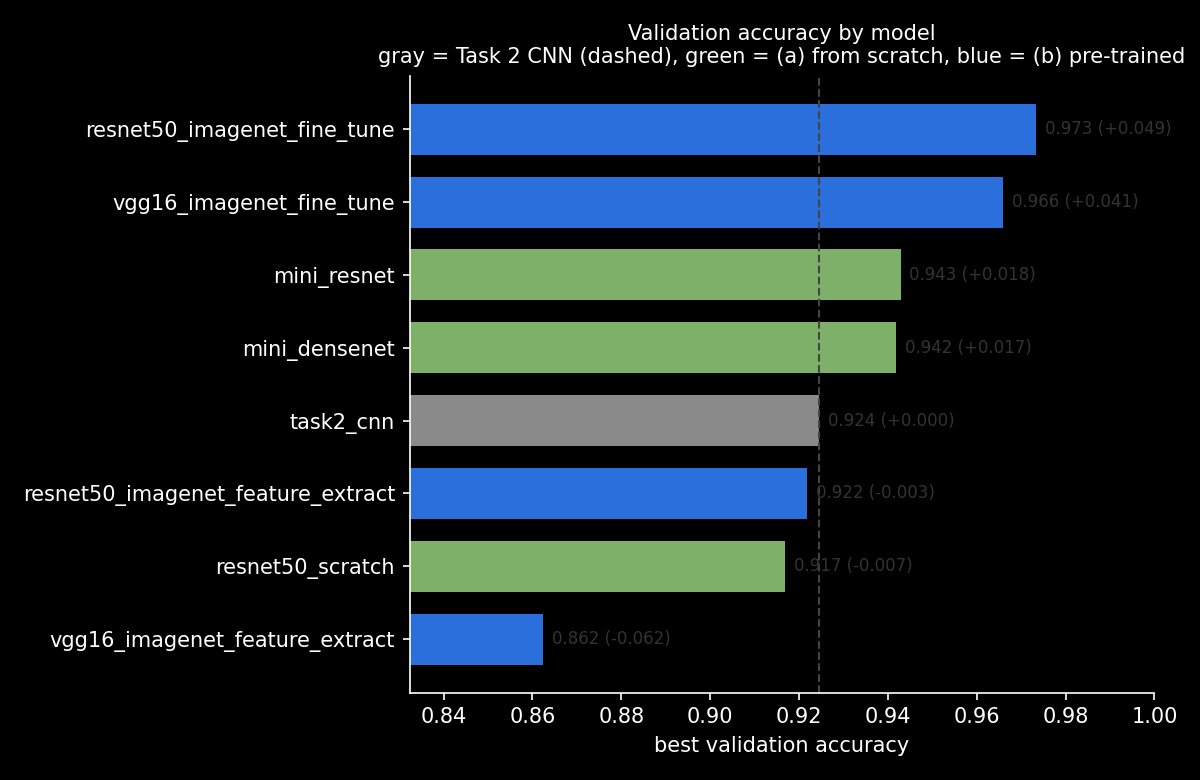 Validation accuracy by model
gray = Task 2 CNN (dashed), green = (a) from scratch, blue = (b) pre-trained
resnet50_imagenet_fine_tune 0.973 (+0.049)
vgg16_imagenet_fine_tune 0.966 (+0.041)
mini_resnet 0.943 (+0.018)
mini_densenet 0.942 (+0.017)
task2_cnn 0.924 (+0.000)
resnet50_imagenet_feature_extract 0.922 (-0.003)
resnet50_scratch 0.917 (-0.007)
vgg16_imagenet_feature_extract 0.862 (-0.062)
0.84 0.86 0.88 0.90 0.92 0.94 0.96 0.98 1.00
best validation accuracy